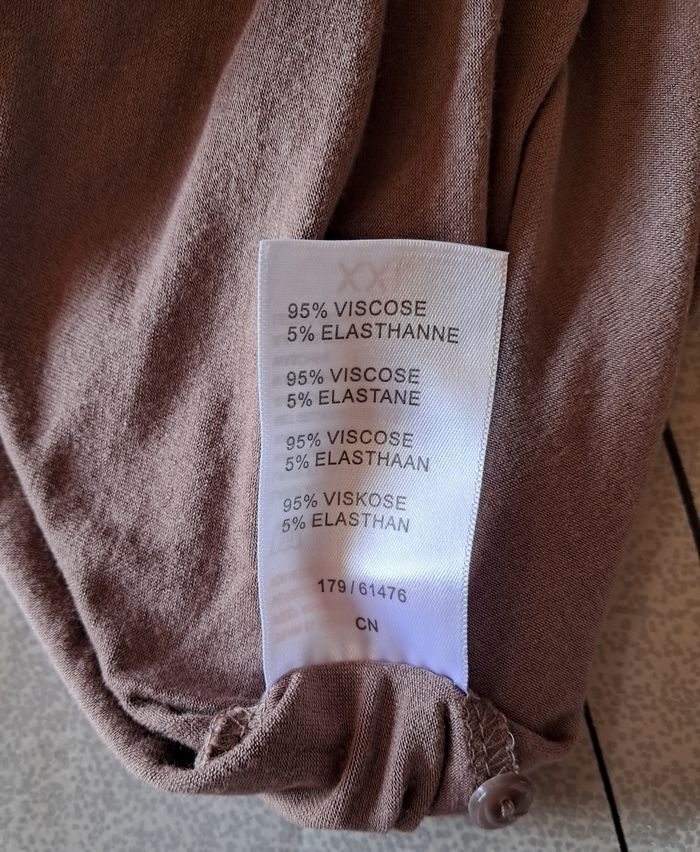 95% VISCOSE
5% ELASTHANNE
95% VISCOSE
5% ELASTANE
95% VISCOSE
5% ELASTHAAN
95% VISKOSE
5% ELASTHAN
179/61476
CN